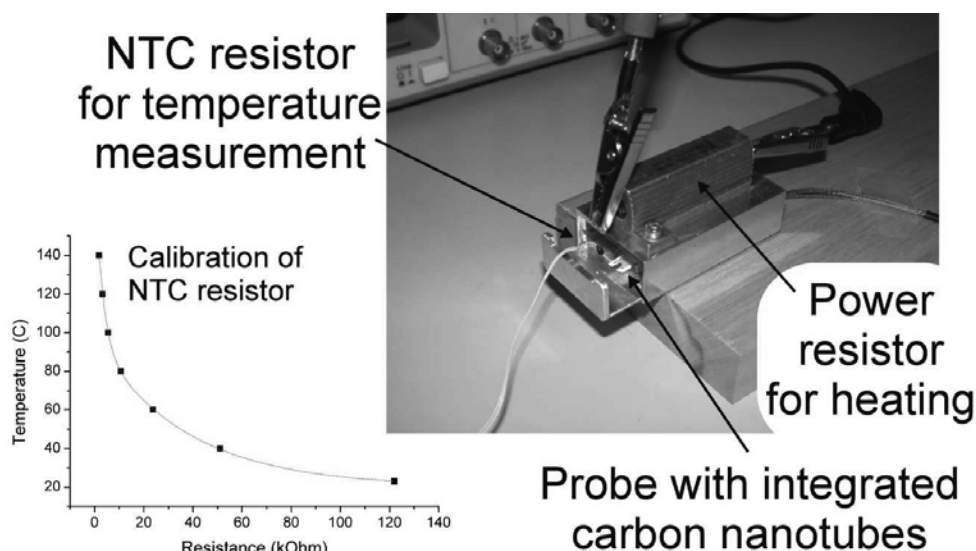 NTC resistor
for temperature
measurement
Calibration of
NTC resistor
Temperature (C)
140
120
100
80
60
40
20
0 20 40 60 80 100 120 140
Resistance (kOhm)
Power
resistor
for heating
Probe with integrated
carbon nanotubes